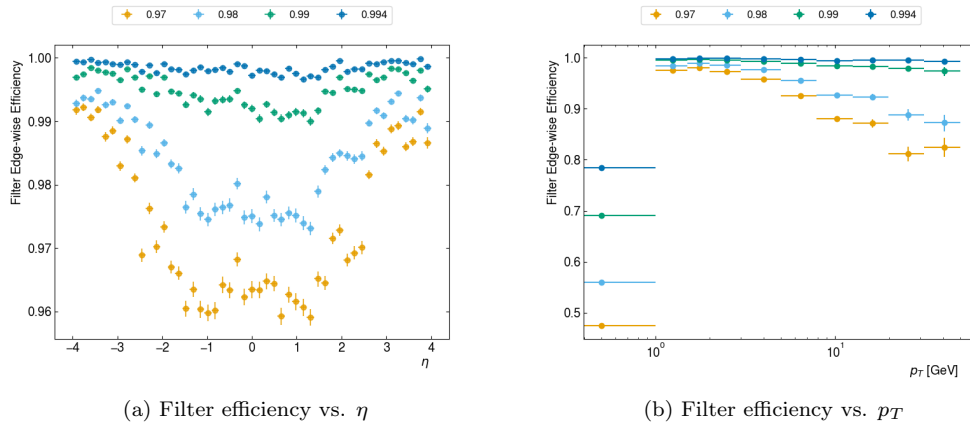 0.97 0.98 0.99 0.994
Filter Edge-wise Efficiency
1.00
0.99
0.98
0.97
0.96
−4 −3 −2 −1 0 1 2 3 4
η
(a) Filter efficiency vs. η
0.97 0.98 0.99 0.994
Filter Edge-wise Efficiency
1.0
0.9
0.8
0.7
0.6
0.5
10⁰ 10¹
p_T [GeV]
(b) Filter efficiency vs. p_T